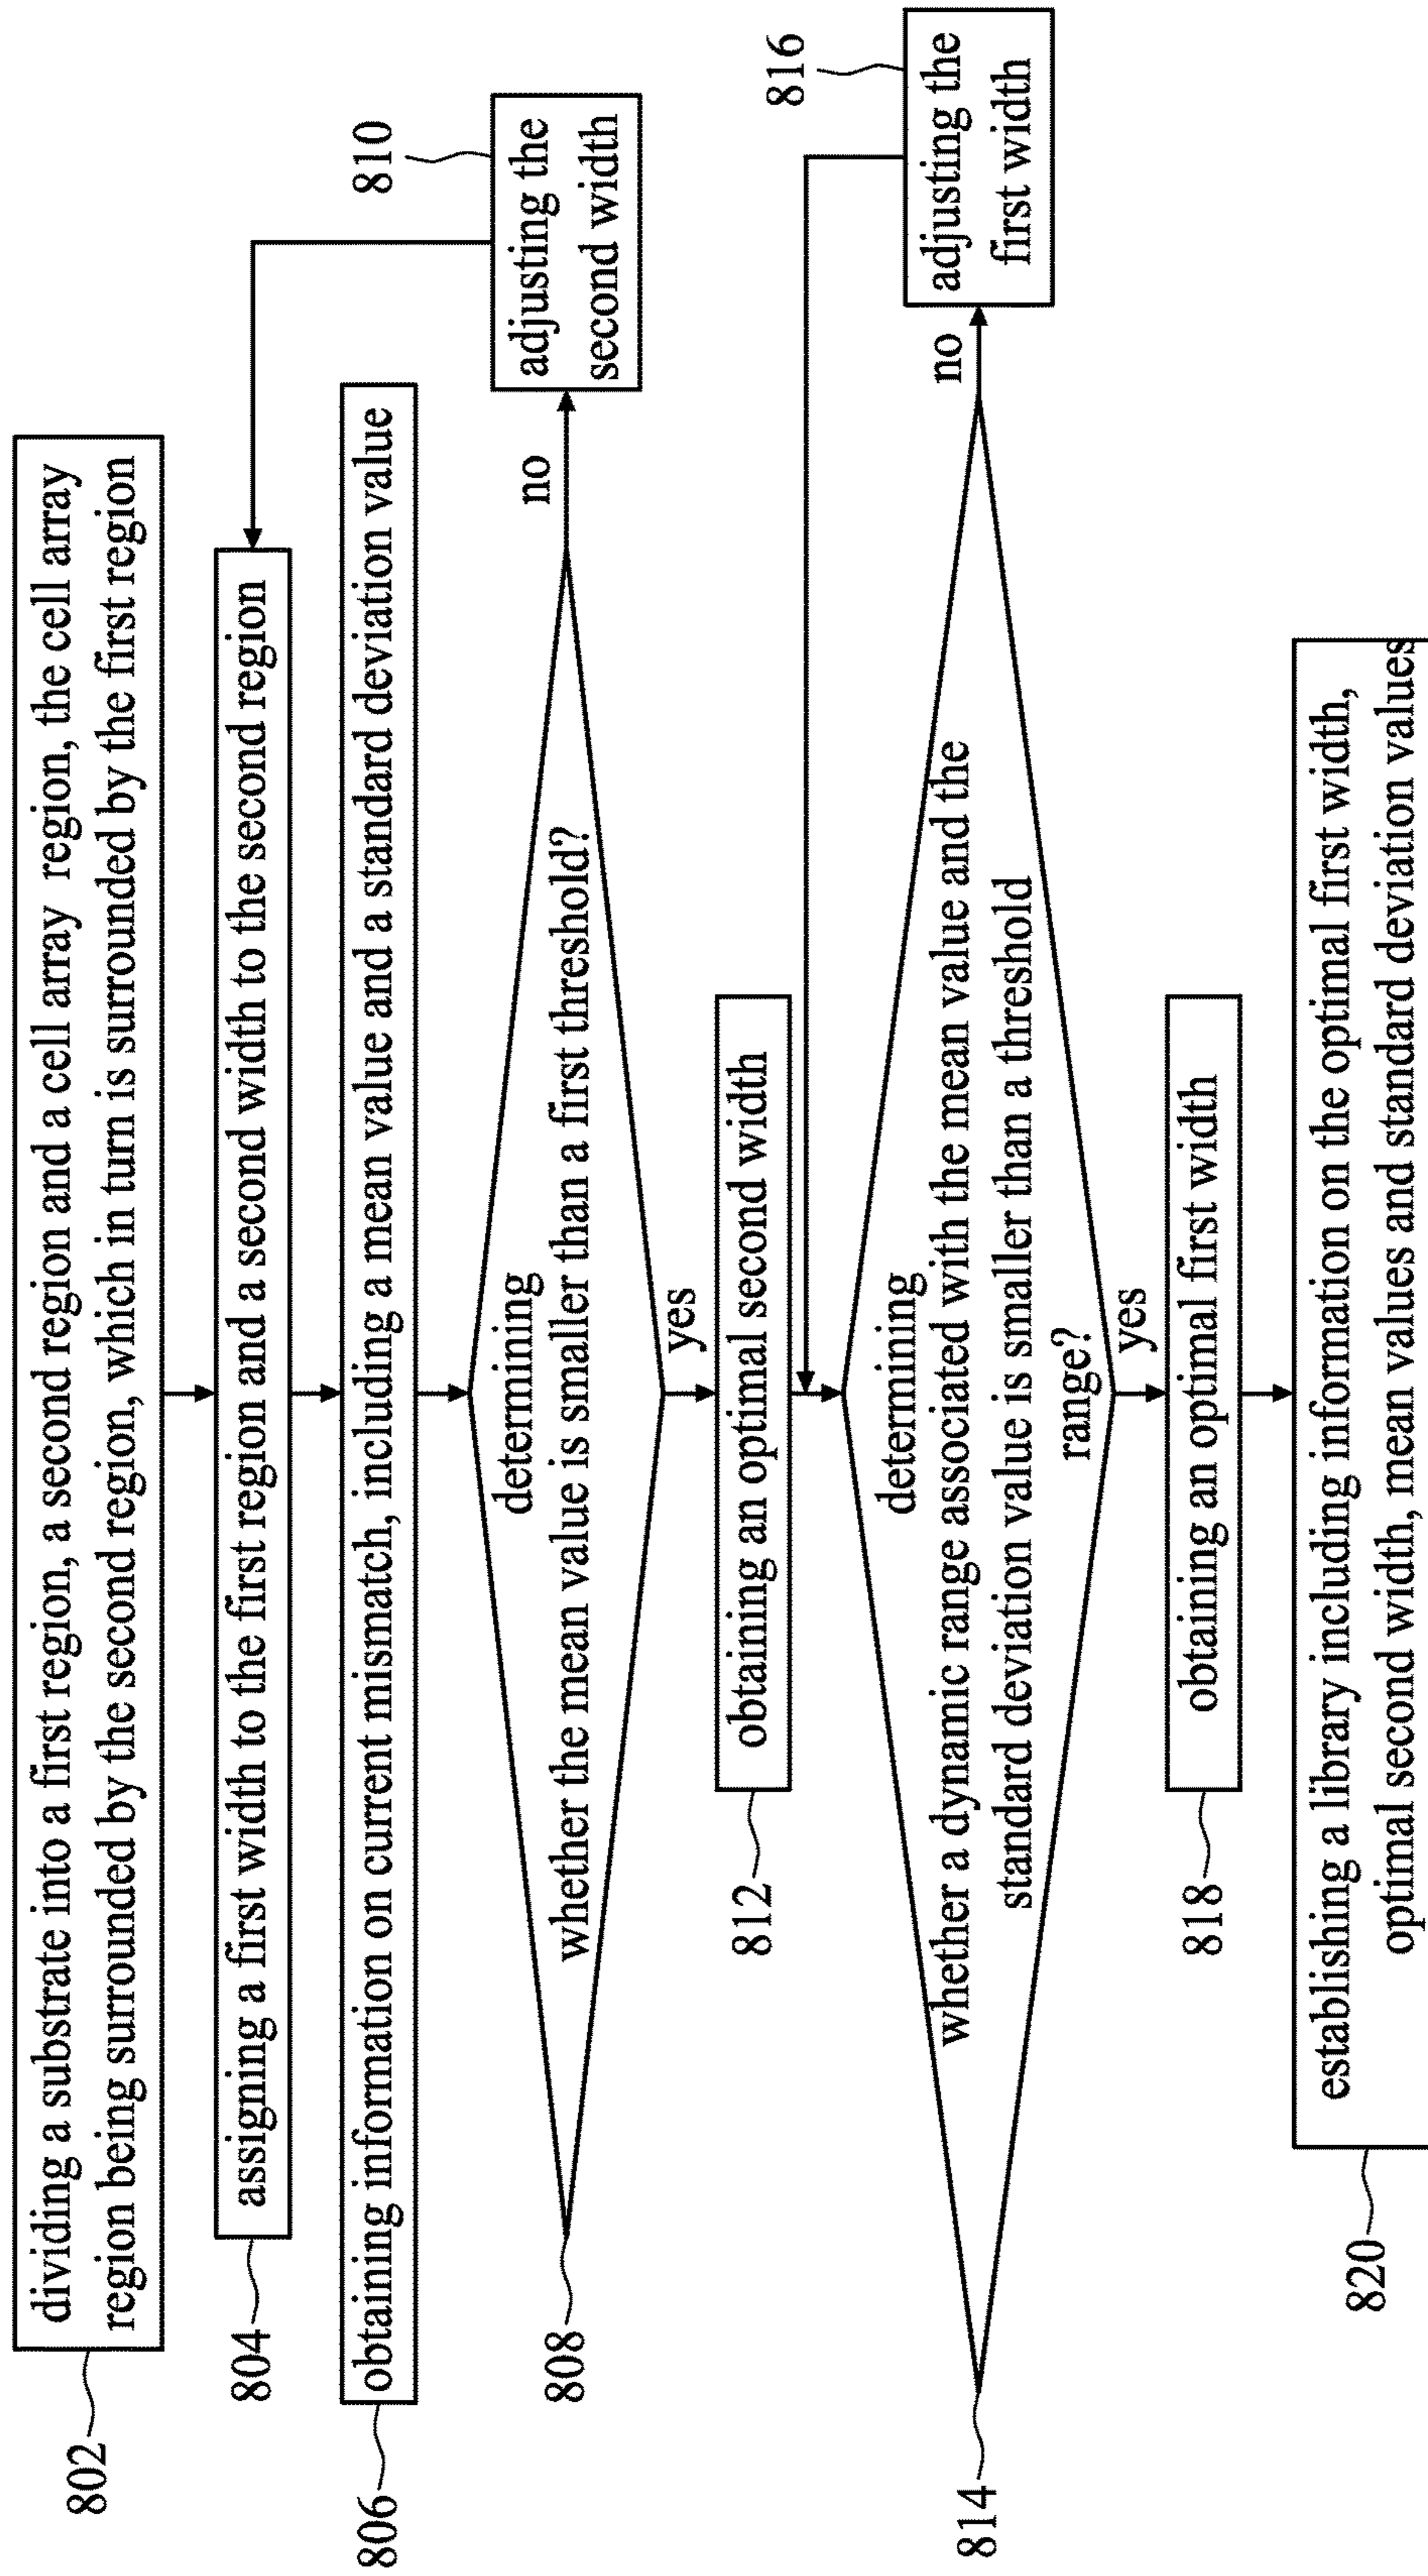 802
dividing a substrate into a first region, a second region and a cell array region, the cell array
region being surrounded by the second region, which in turn is surrounded by the first region
804
assigning a first width to the first region and a second width to the second region
806
obtaining information on current mismatch, including a mean value and a standard deviation value
808
determining
whether the mean value is smaller than a first threshold?
no
810
adjusting the
second width
yes
812
obtaining an optimal second width
814
determining
whether a dynamic range associated with the mean value and the
standard deviation value is smaller than a threshold
range?
no
816
adjusting the
first width
yes
818
obtaining an optimal first width
820
establishing a library including information on the optimal first width,
optimal second width, mean values and standard deviation values